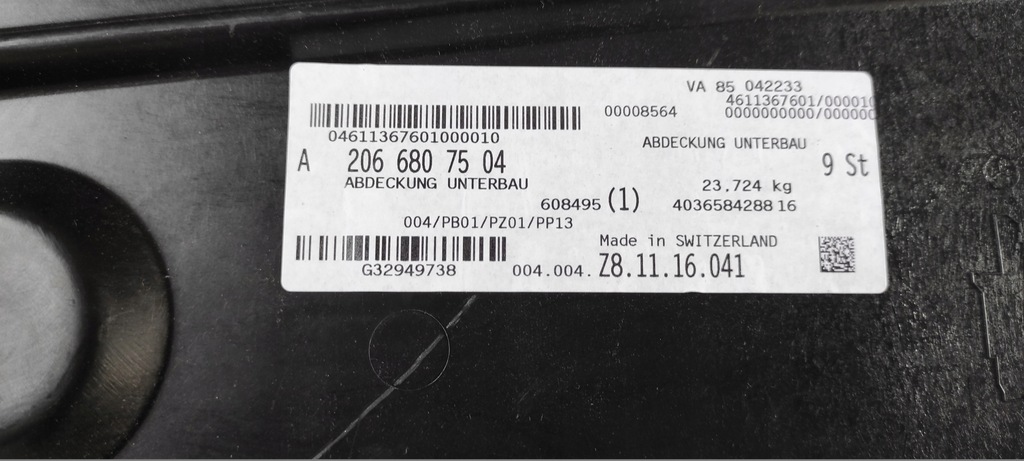 VA 85 042233
4611367601/000010
00008564
0000000000/000000
04611367601000010
ABDECKUNG UNTERBAU
A 206 680 75 04
9 St
ABDECKUNG UNTERBAU
23,724 kg
608495 (1)
4036584288 16
004/PB01/PZ01/PP13
Made in SWITZERLAND
G32949738
004.004. Z8.11.16.041